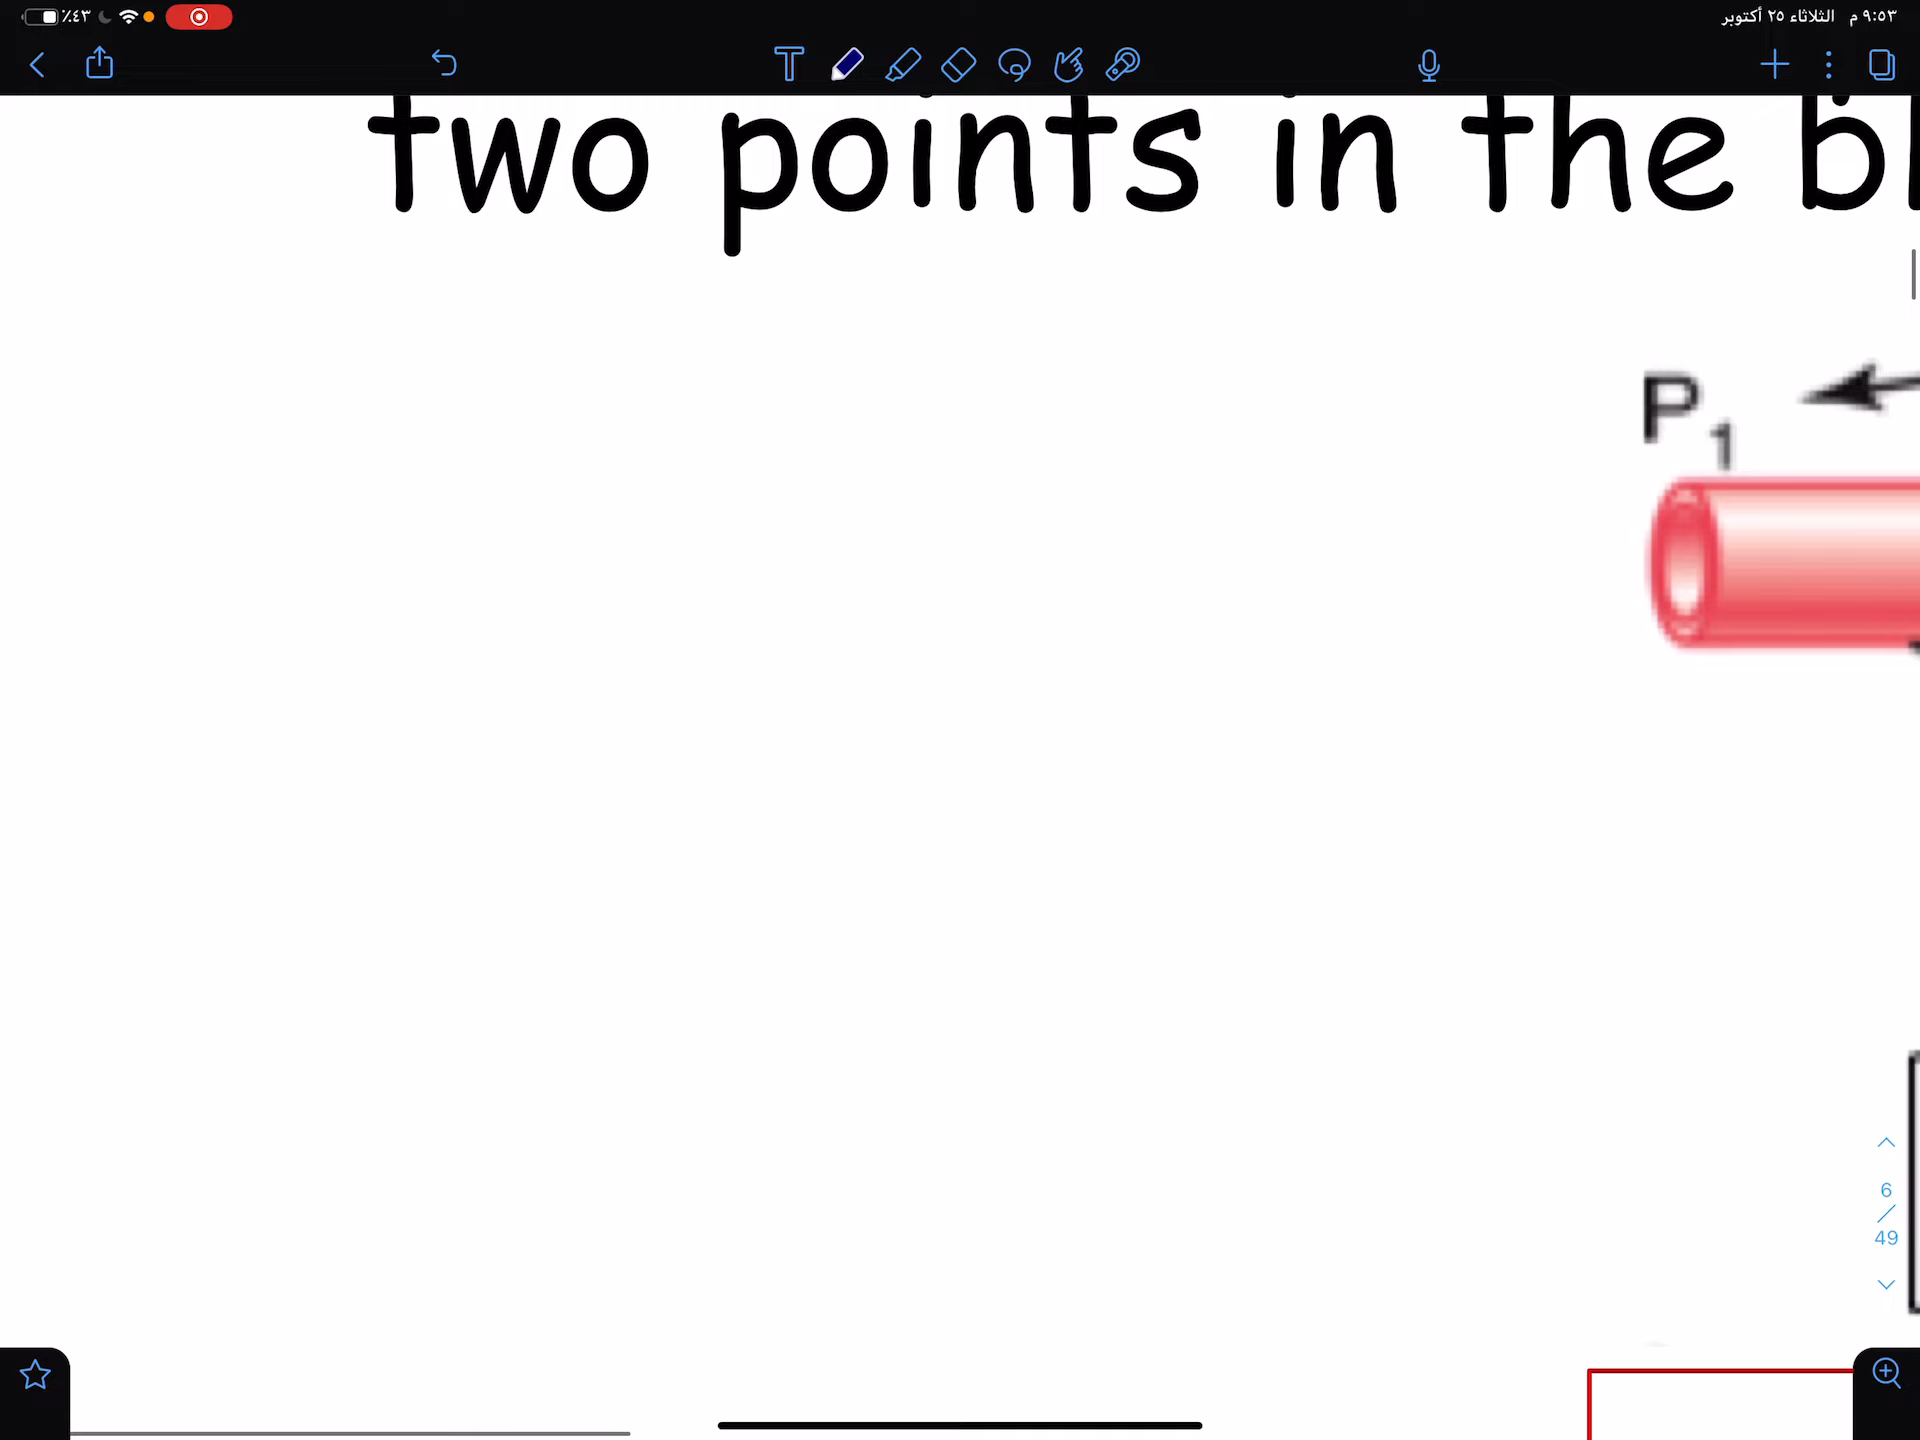 ٪٤٣
٩:٥٣ م الثلاثاء ٢٥ أكتوبر
two points in the
P1
6
/
49